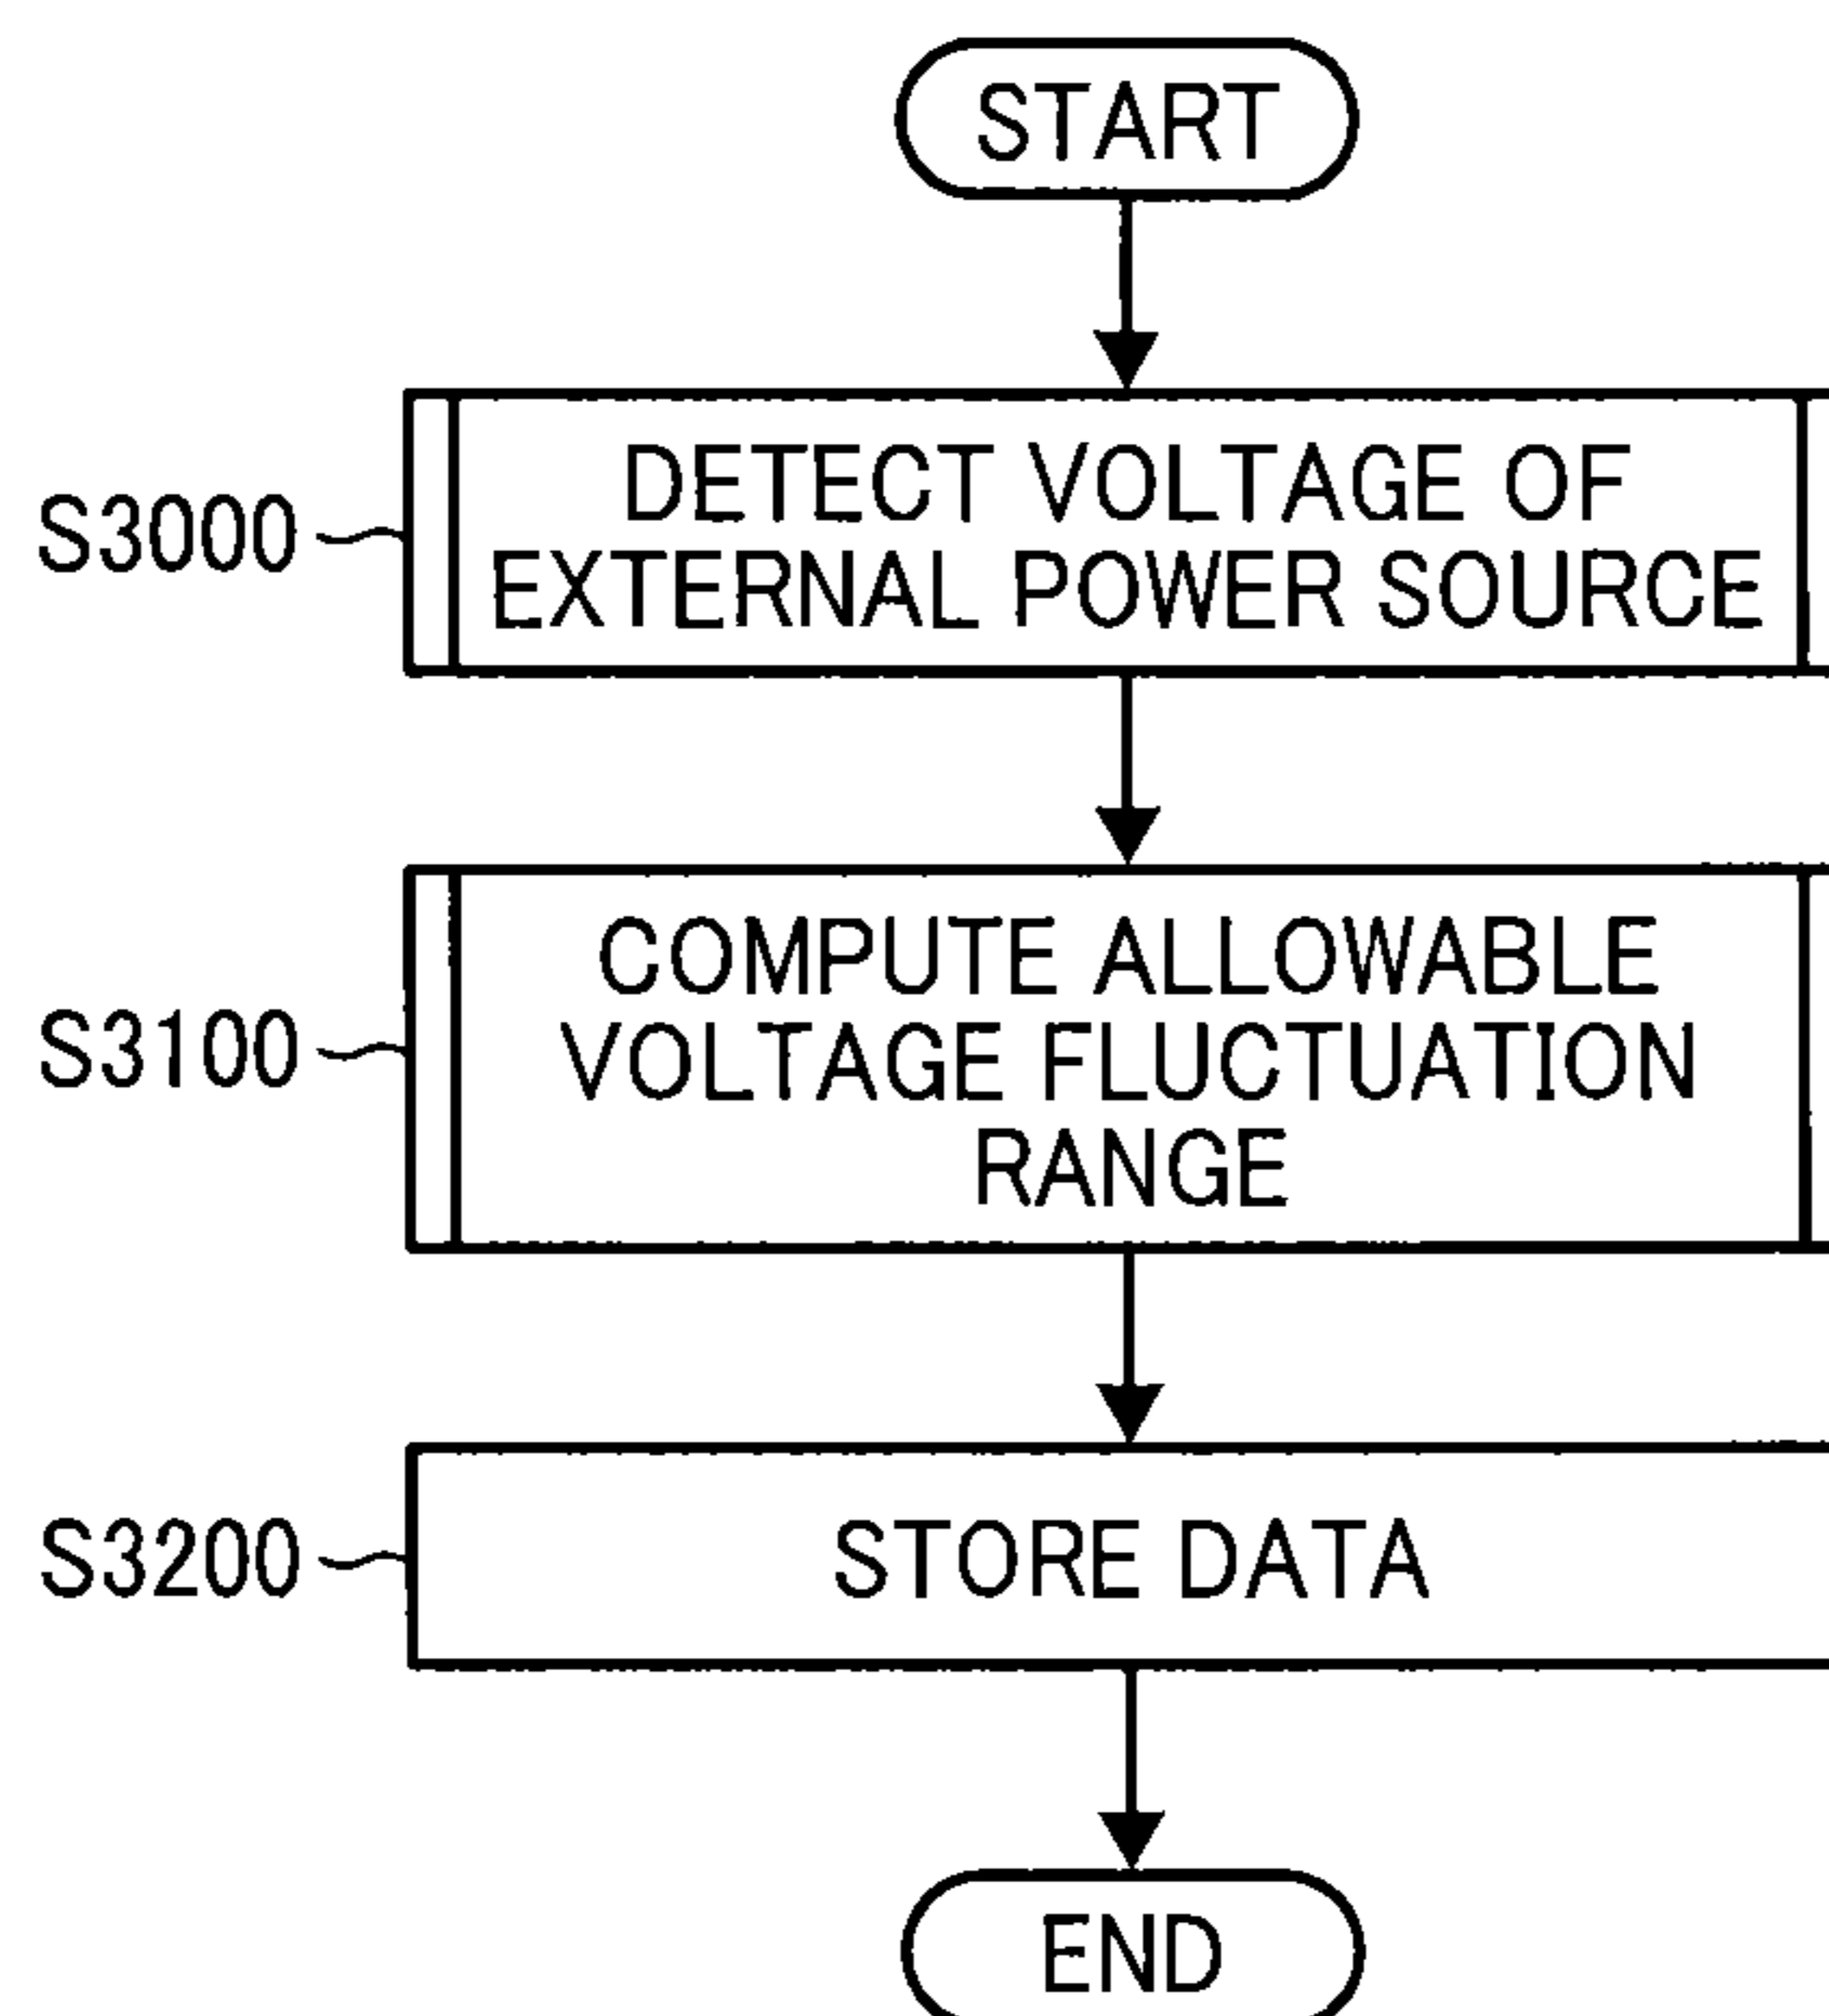 START
S3000
DETECT VOLTAGE OF
EXTERNAL POWER SOURCE
S3100
COMPUTE ALLOWABLE
VOLTAGE FLUCTUATION
RANGE
S3200
STORE DATA
END